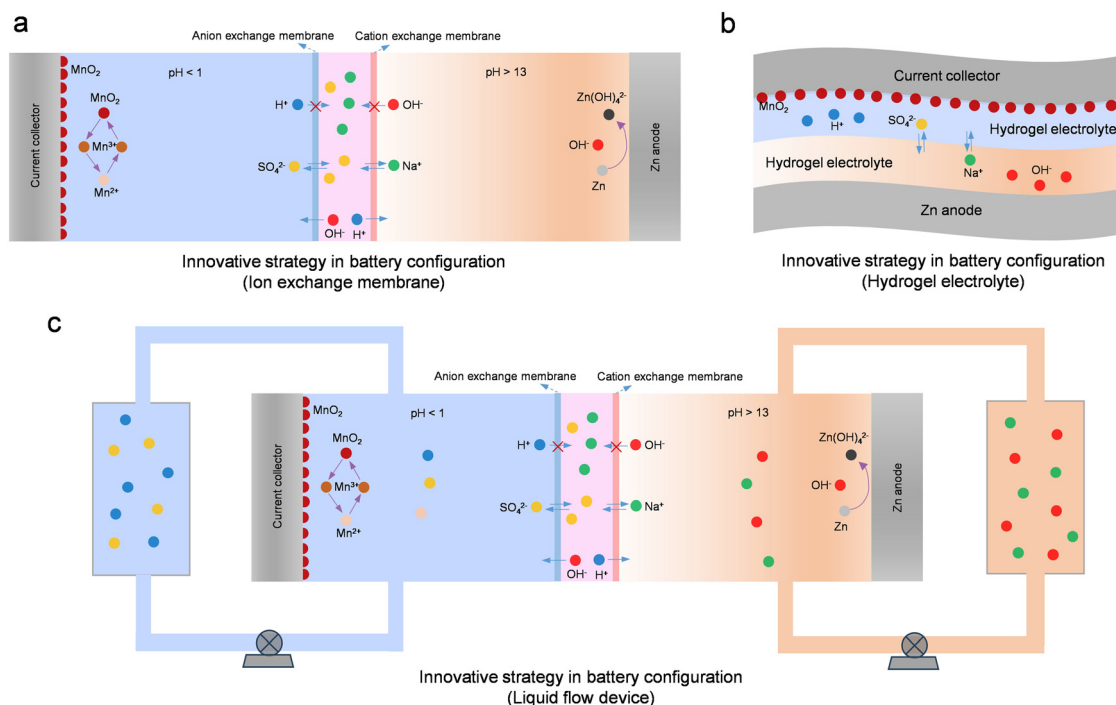 a
Anion exchange membrane
Cation exchange membrane
Current collector
MnO₂
pH < 1
MnO₂
Mn³⁺
Mn²⁺
H⁺
SO₄²⁻
OH⁻
H⁺
OH⁻
Na⁺
pH > 13
Zn(OH)₄²⁻
OH⁻
Zn
Zn anode
Innovative strategy in battery configuration
(Ion exchange membrane)
b
Current collector
MnO₂
H⁺
SO₄²⁻
Hydrogel electrolyte
Hydrogel electrolyte
Na⁺
OH⁻
Zn anode
Innovative strategy in battery configuration
(Hydrogel electrolyte)
c
Anion exchange membrane
Cation exchange membrane
Current collector
MnO₂
pH < 1
MnO₂
Mn³⁺
Mn²⁺
H⁺
SO₄²⁻
OH⁻
H⁺
OH⁻
Na⁺
pH > 13
Zn(OH)₄²⁻
OH⁻
Zn
Zn anode
Innovative strategy in battery configuration
(Liquid flow device)